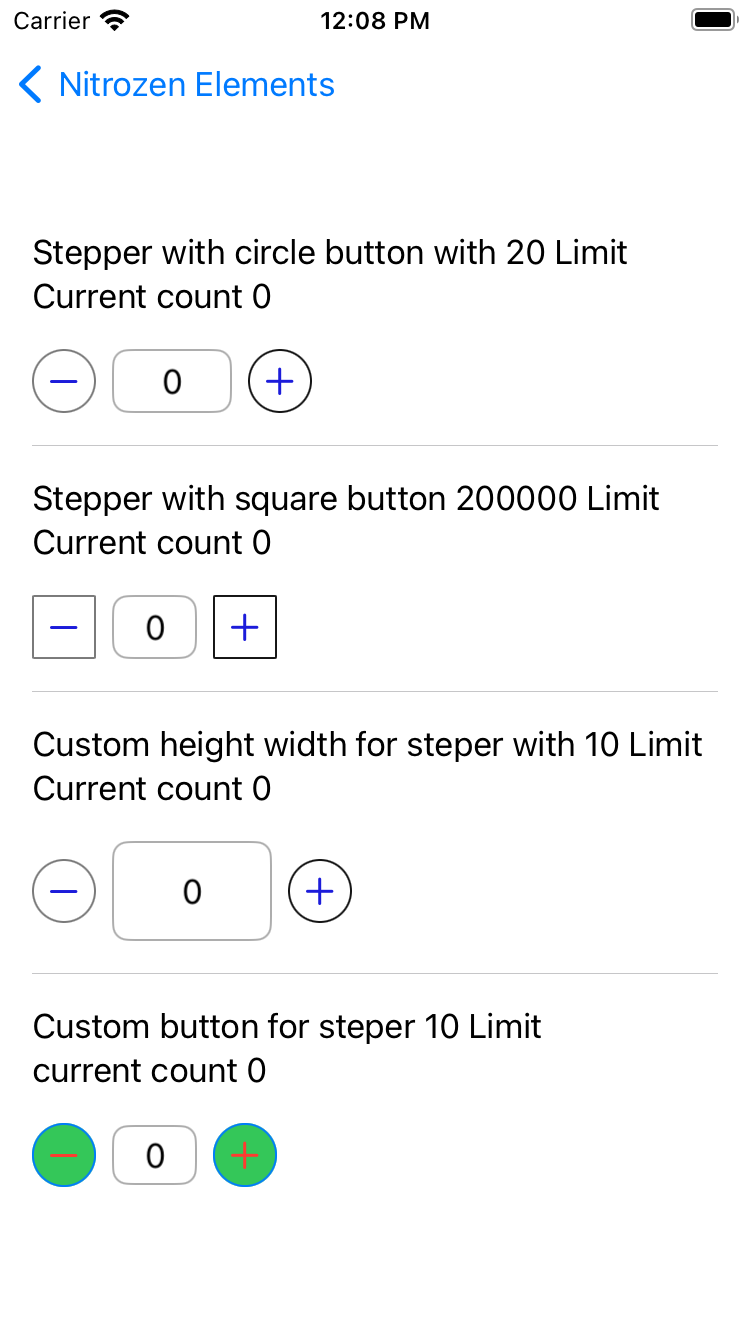 Carrier 12:08 PM
Nitrozen Elements
Stepper with circle button with 20 Limit
Current count 0
0
Stepper with square button 200000 Limit
Current count 0
0
Custom height width for steper with 10 Limit
Current count 0
0
Custom button for steper 10 Limit
current count 0
0